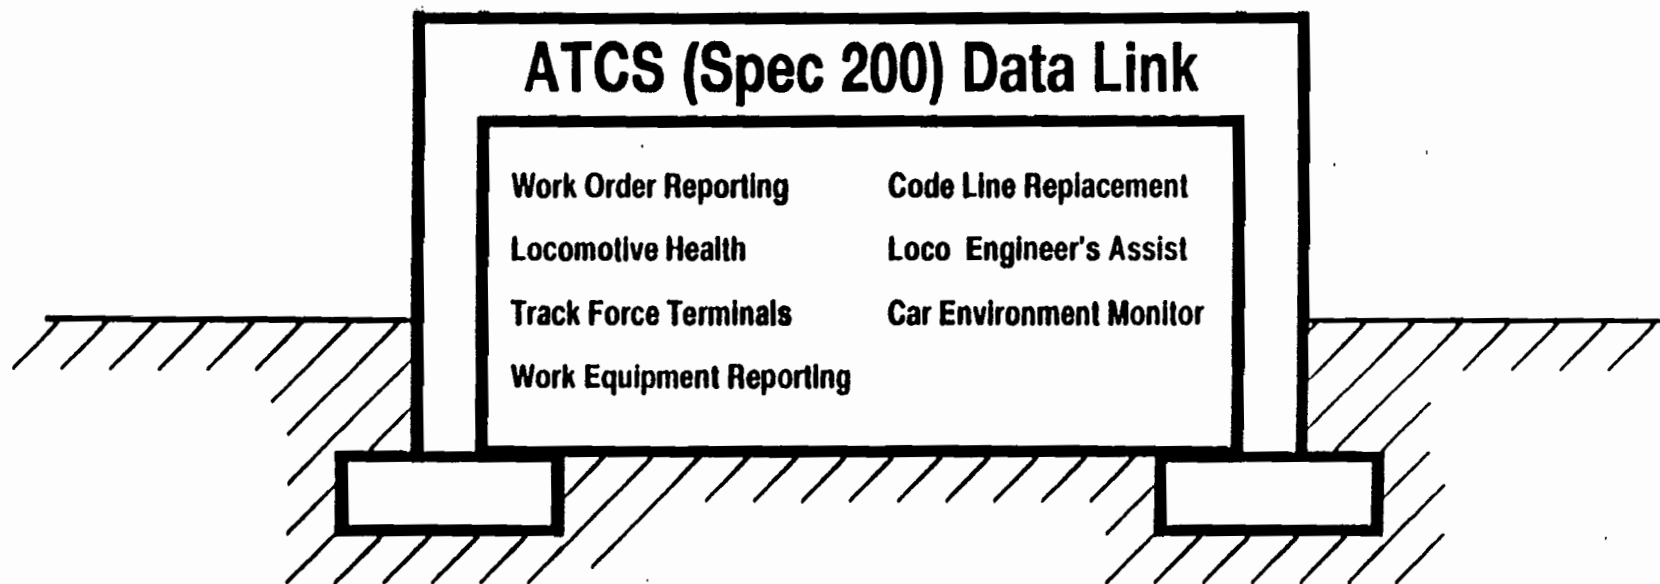 ATCS (Spec 200) Data Link
Work Order Reporting
Locomotive Health
Track Force Terminals
Work Equipment Reporting
Code Line Replacement
Loco Engineer's Assist
Car Environment Monitor